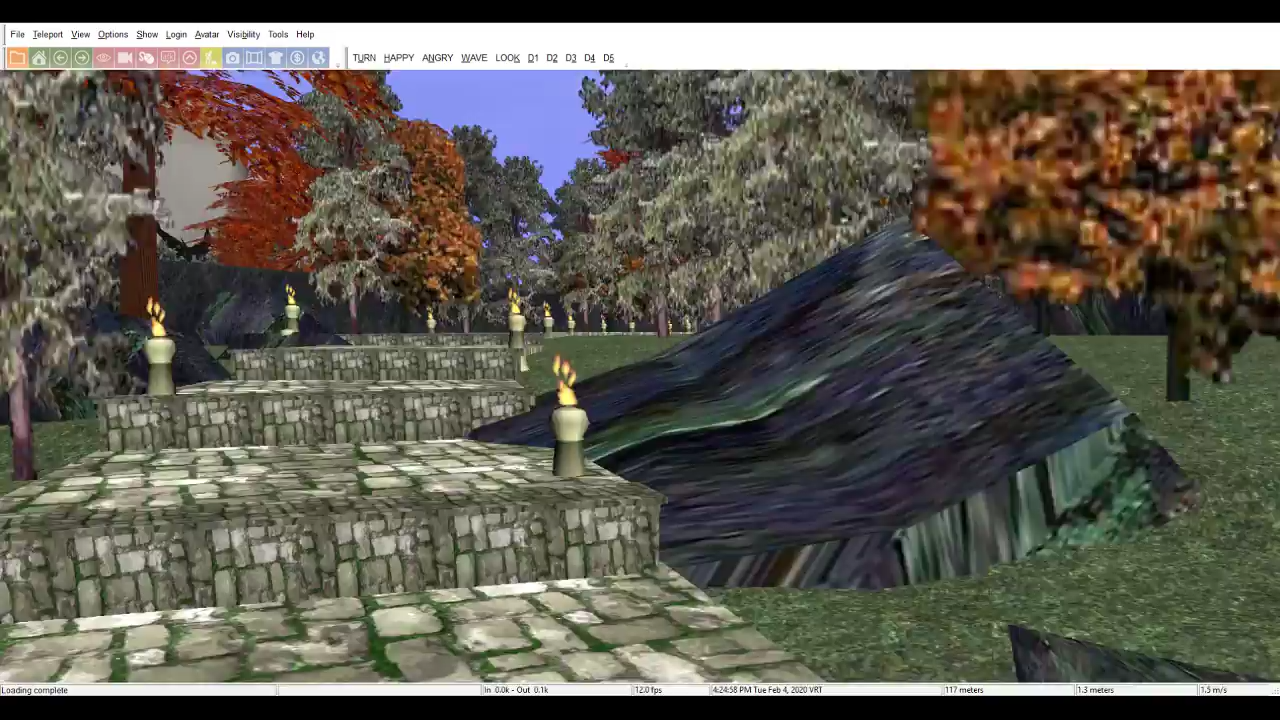 File Teleport View Options Show Login Avatar Visibility Tools Help
TURN HAPPY ANGRY WAVE LOOK D1 D2 D3 D4 D5
Loading complete In 0.0k - Out 0.1k 12.0 fps 4:24:58 PM Tue Feb 4, 2020 VRT 117 meters 1.3 meters 1.5 m/s